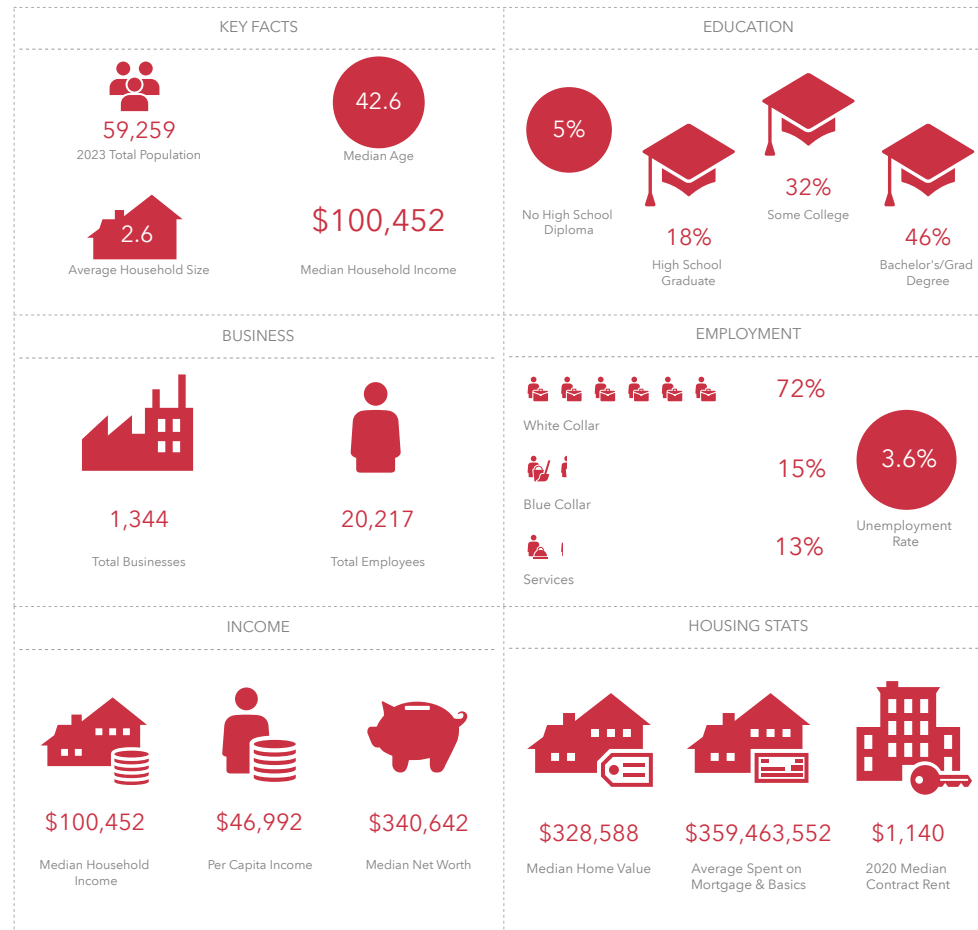 KEY FACTS
59,259
2023 Total Population
42.6
Median Age
2.6
Average Household Size
$100,452
Median Household Income
EDUCATION
5%
No High School
Diploma
18%
High School
Graduate
32%
Some College
46%
Bachelor's/Grad
Degree
BUSINESS
1,344
Total Businesses
20,217
Total Employees
EMPLOYMENT
72%
White Collar
15%
Blue Collar
13%
Services
3.6%
Unemployment
Rate
INCOME
$100,452
Median Household
Income
$46,992
Per Capita Income
$340,642
Median Net Worth
HOUSING STATS
$328,588
Median Home Value
$359,463,552
Average Spent on
Mortgage & Basics
$1,140
2020 Median
Contract Rent